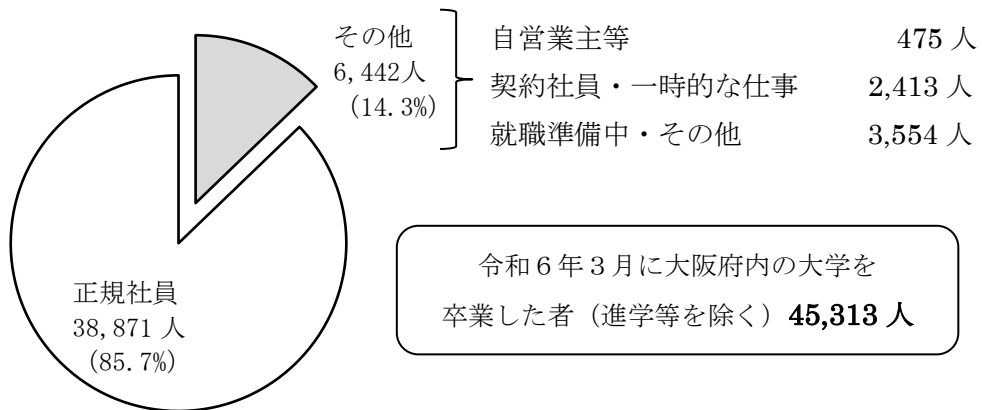 その他
6,442人
(14.3%)
自営業主等 475 人
契約社員・一時的な仕事 2,413 人
就職準備中・その他 3,554 人
令和６年３月に大阪府内の大学を
卒業した者（進学等を除く）45,313 人
正規社員
38,871 人
(85.7%)